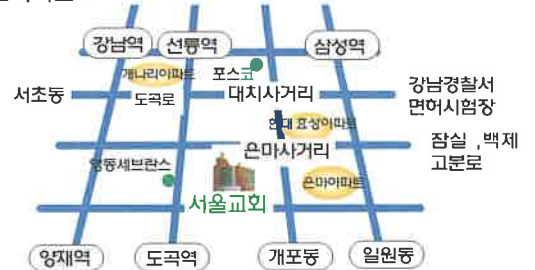 강남역 선릉역 삼성역
개나리아파트 포스코
서초동 도곡로 대치사거리 강남경찰서
면허시험장
현대 효상아파트
은마사거리 잠실 ,백제
고분로
영동세브란스
은마아파트
서울교회
양재역 도곡역 개포동 일원동